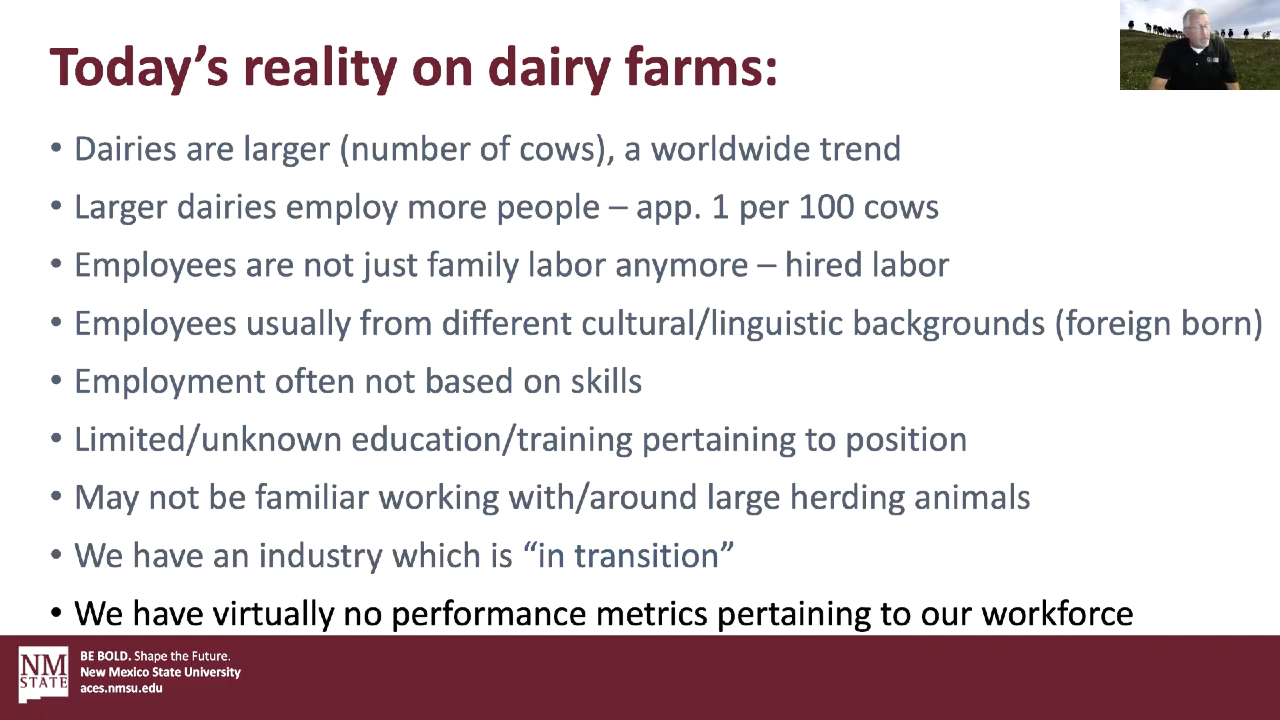 Today’s reality on dairy farms:
• Dairies are larger (number of cows), a worldwide trend
• Larger dairies employ more people – app. 1 per 100 cows
• Employees are not just family labor anymore – hired labor
• Employees usually from different cultural/linguistic backgrounds (foreign born)
• Employment often not based on skills
• Limited/unknown education/training pertaining to position
• May not be familiar working with/around large herding animals
• We have an industry which is “in transition”
• We have virtually no performance metrics pertaining to our workforce
NM
STATE
BE BOLD. Shape the Future.
New Mexico State University
aces.nmsu.edu